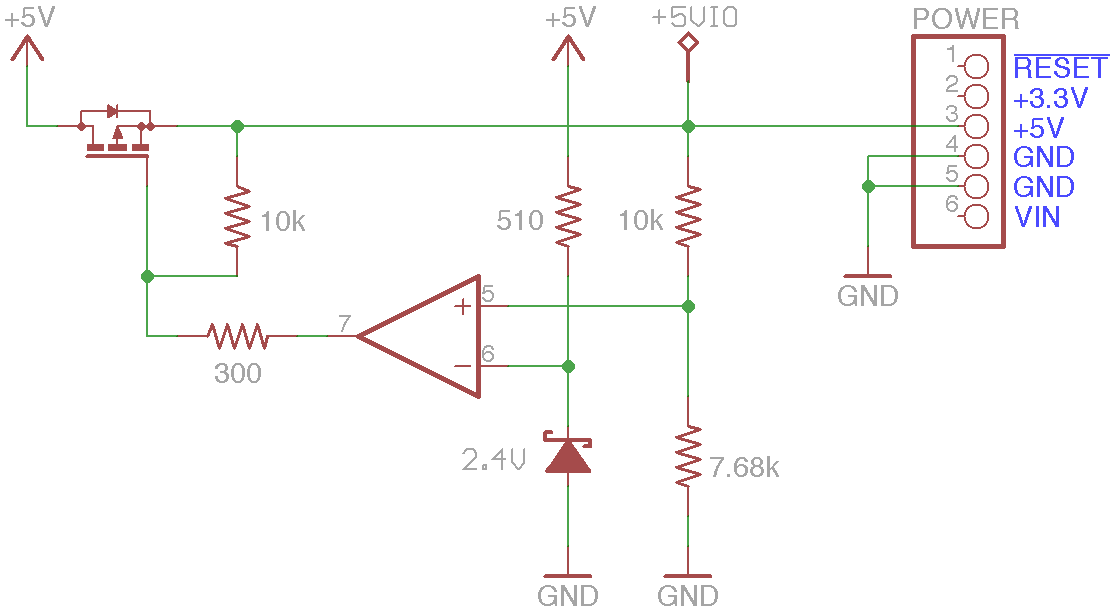 +5V
+5V
+5VIO
POWER
1
RESET
2
+3.3V
3
+5V
4
GND
5
GND
6
VIN
10k
510
10k
GND
5
+
7
6
−
300
2.4V
7.68k
GND
GND